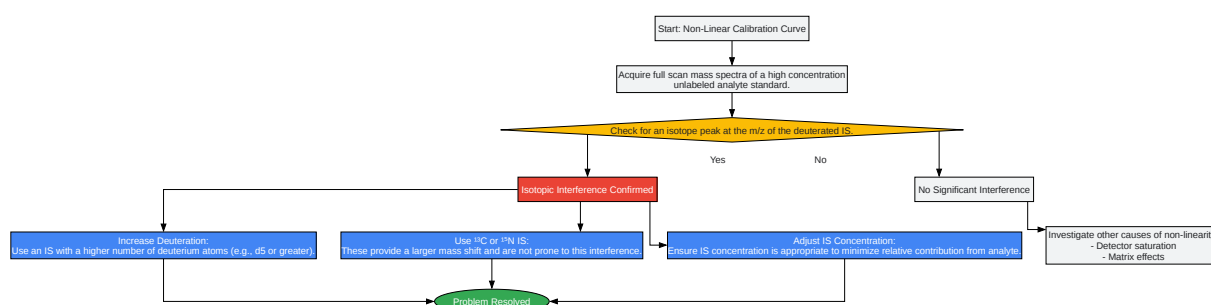 Start: Non-Linear Calibration Curve
Acquire full scan mass spectra of a high concentration
unlabeled analyte standard.
Check for an isotope peak at the m/z of the deuterated IS.
Yes
No
Isotopic Interference Confirmed
No Significant Interference
Increase Deuteration:
Use an IS with a higher number of deuterium atoms (e.g., d5 or greater).
Use ¹³C or ¹⁵N IS:
These provide a larger mass shift and are not prone to this interference.
Adjust IS Concentration:
Ensure IS concentration is appropriate to minimize relative contribution from analyte.
Investigate other causes of non-linearit
- Detector saturation
- Matrix effects
Problem Resolved